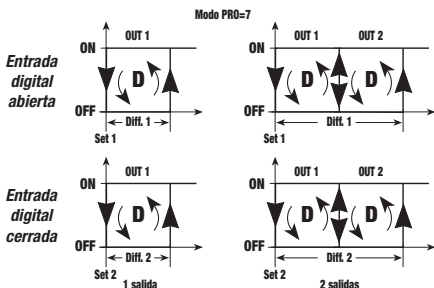 Modo PRO=7
Entrada
digital
abierta
ON
OFF
OUT 1
D
Diff. 1
Set 1
ON
OFF
OUT 1
OUT 2
D
D
Diff. 1
Set 1
Entrada
digital
cerrada
ON
OFF
OUT 1
D
Diff. 2
Set 2
1 salida
ON
OFF
OUT 1
OUT 2
D
D
Diff. 2
Set 2
2 salidas